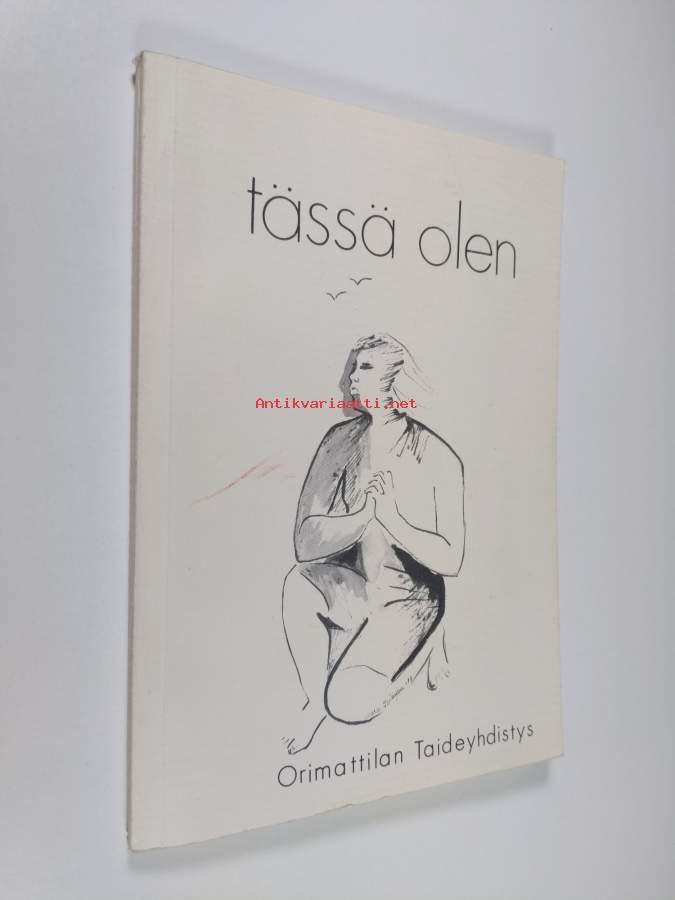 tässä olen
Antikvariaatti.net
Orimattilan Taideyhdistys